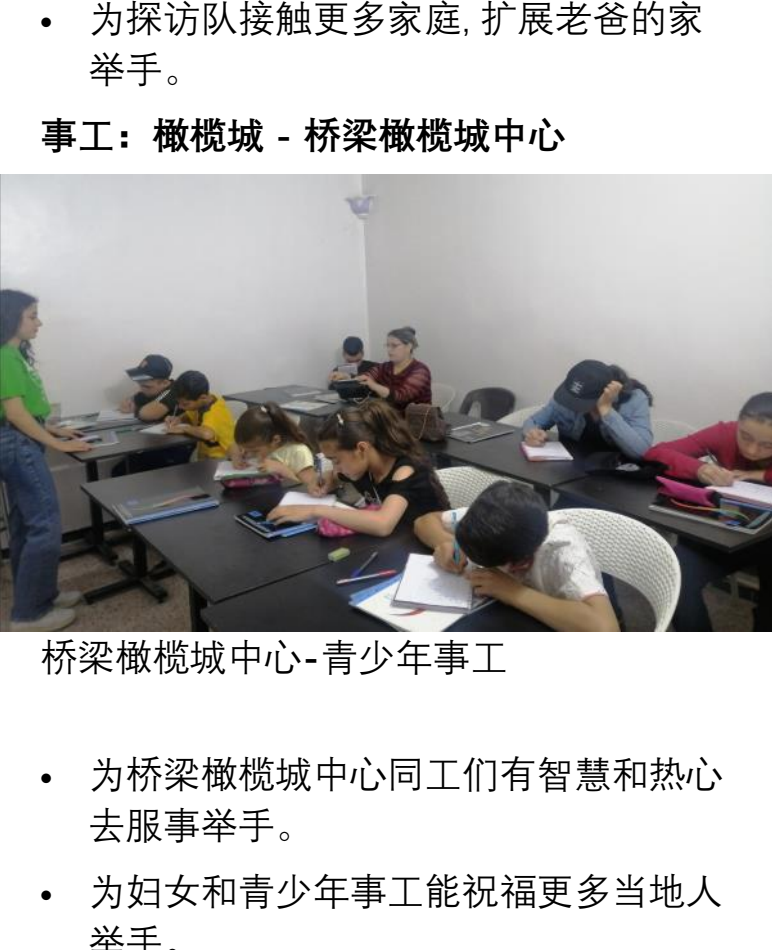 • 为探访队接触更多家庭, 扩展老爸的家
举手。
事工：橄榄城 - 桥梁橄榄城中心
桥梁橄榄城中心-青少年事工
• 为桥梁橄榄城中心同工们有智慧和热心
去服事举手。
• 为妇女和青少年事工能祝福更多当地人
举手。